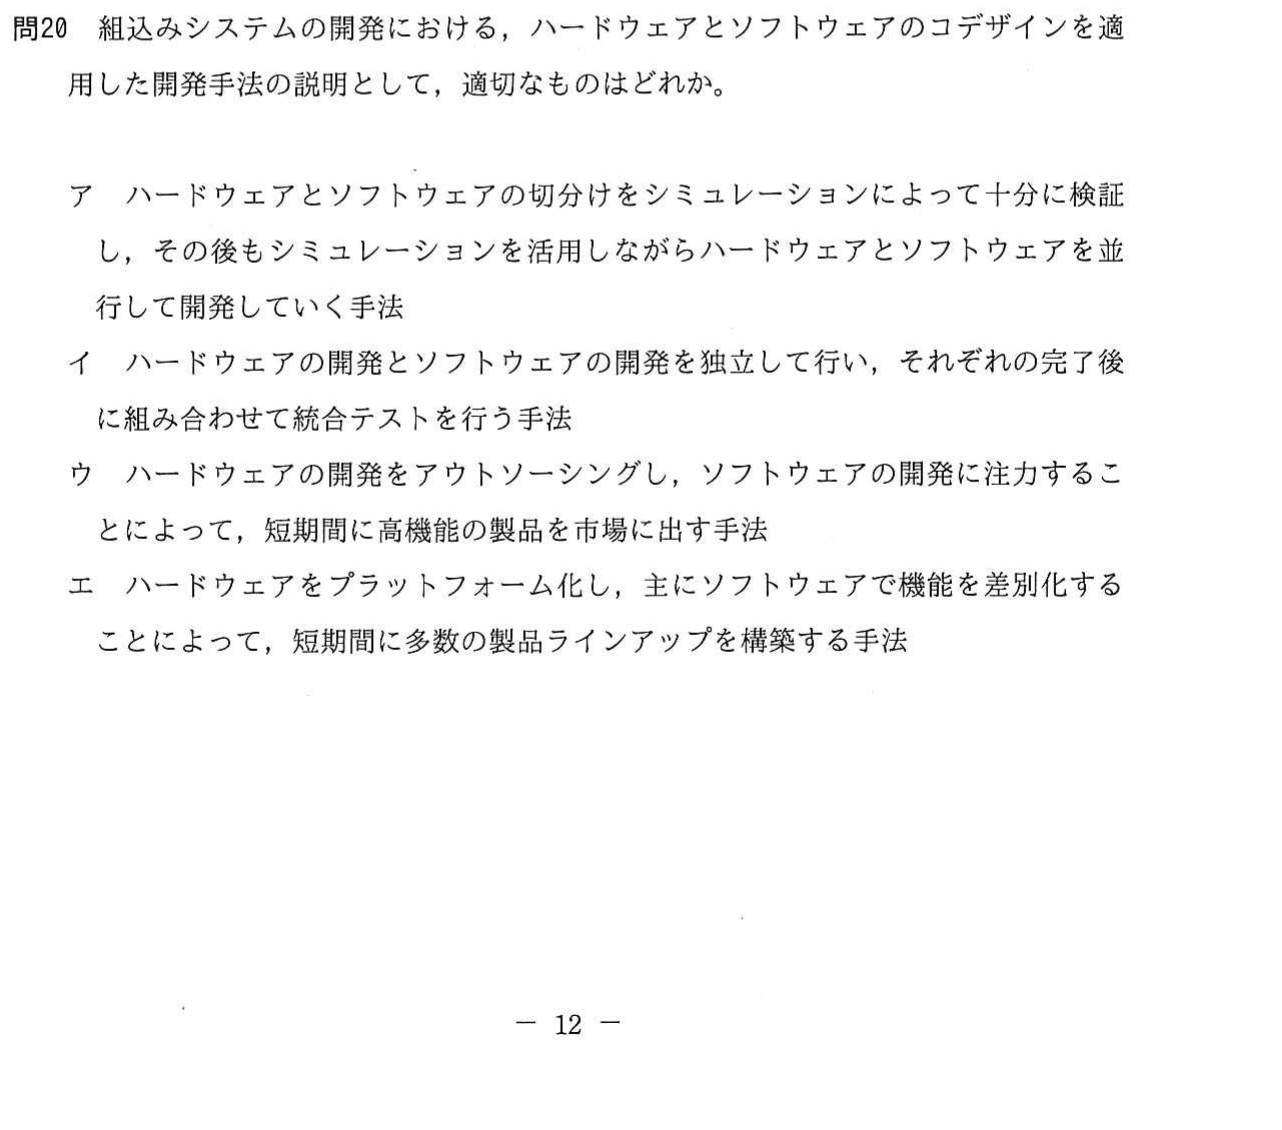 問20　組込みシステムの開発における，ハードウェアとソフトウェアのコデザインを適
用した開発手法の説明として，適切なものはどれか。
ア　ハードウェアとソフトウェアの切分けをシミュレーションによって十分に検証
し，その後もシミュレーションを活用しながらハードウェアとソフトウェアを並
行して開発していく手法
イ　ハードウェアの開発とソフトウェアの開発を独立して行い，それぞれの完了後
に組み合わせて統合テストを行う手法
ウ　ハードウェアの開発をアウトソーシングし，ソフトウェアの開発に注力するこ
とによって，短期間に高機能の製品を市場に出す手法
エ　ハードウェアをプラットフォーム化し，主にソフトウェアで機能を差別化する
ことによって，短期間に多数の製品ラインアップを構築する手法
－ 12 －